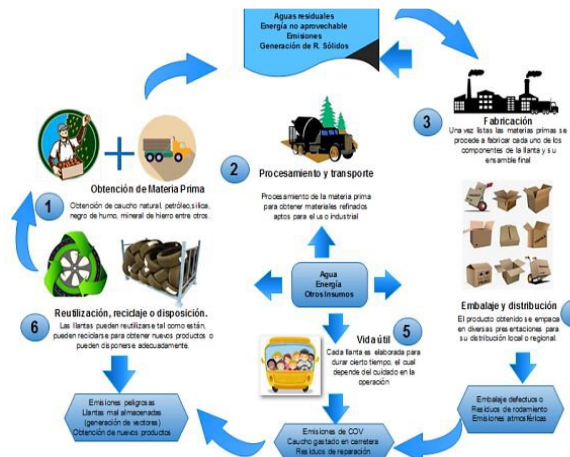 Aguas residuales
Energía no aprovechable
Emisiones
Generación de R. Sólidos
1
Obtención de Materia Prima
Obtención de caucho natural, petróleo, sílica,
negro de humo, mineral de hierro entre otros.
2
Procesamiento y transporte
Procesamiento de la materia prima
para obtener materiales refinados
aptos para el uso industrial
3
Fabricación
Una vez listas las materias primas se
procede a fabricar cada uno de los
componentes de la llanta y su
ensamble final
Agua
Energía
Otros Insumos
Embalaje y distribución
El producto obtenido se empaca
en diversas presentaciones para
su distribución local o regional.
5
Vida útil
Cada llanta es elaborada para
durar cierto tiempo, el cual
depende del cuidado en la
operación
6
Reutilización, reciclaje o disposición.
Las llantas pueden reutilizarse tal como están,
pueden reciclarse para obtener nuevos productos o
pueden disponerse adecuadamente.
Emisiones peligrosas
Llantas mal almacenadas
(generación de vectores)
Obtención de nuevos productos
Emisiones de COV
Caucho gastado en carretera
Residuos de reparación
Embalaje defectuoso
Residuos de rodamiento
Emisiones atmosféricas